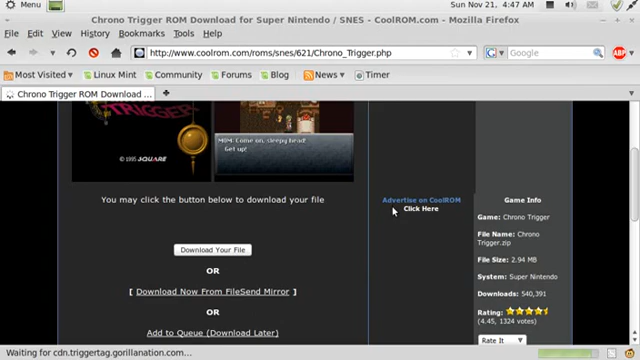 Menu
Sun Nov 21, 4:47 AM
Chrono Trigger ROM Download for Super Nintendo / SNES - CoolROM.com - Mozilla Firefox
File Edit View History Bookmarks Tools Help
http://www.coolrom.com/roms/snes/621/Chrono_Trigger.php
Google
ABP
Most Visited Linux Mint Community Forums Blog News Timer
Chrono Trigger ROM Download ...
TRIGGER
© 1995 SQUARE
MOM: Come on, sleepy head!
Get up!
You may click the button below to download your file
Download Your File
OR
[ Download Now From FileSend Mirror ]
OR
Add to Queue (Download Later)
Advertise on CoolROM
Click Here
Game Info
Game: Chrono Trigger
File Name: Chrono
Trigger.zip
File Size: 2.94 MB
System: Super Nintendo
Downloads: 540,391
Rating:
(4.45, 1324 votes)
Rate It
Waiting for cdn.triggertag.gorillanation.com...